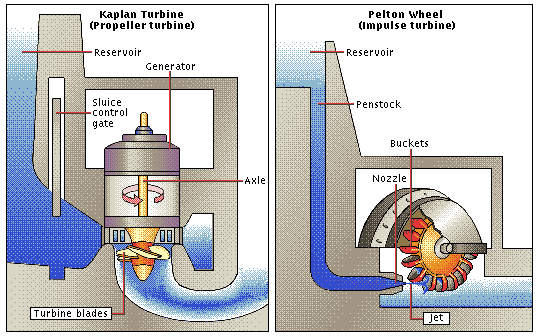 Kaplan Turbine
(Propeller turbine)
Reservoir
Generator
Sluice
control
gate
Axle
Turbine blades
Pelton Wheel
(Impulse turbine)
Reservoir
Penstock
Buckets
Nozzle
Jet